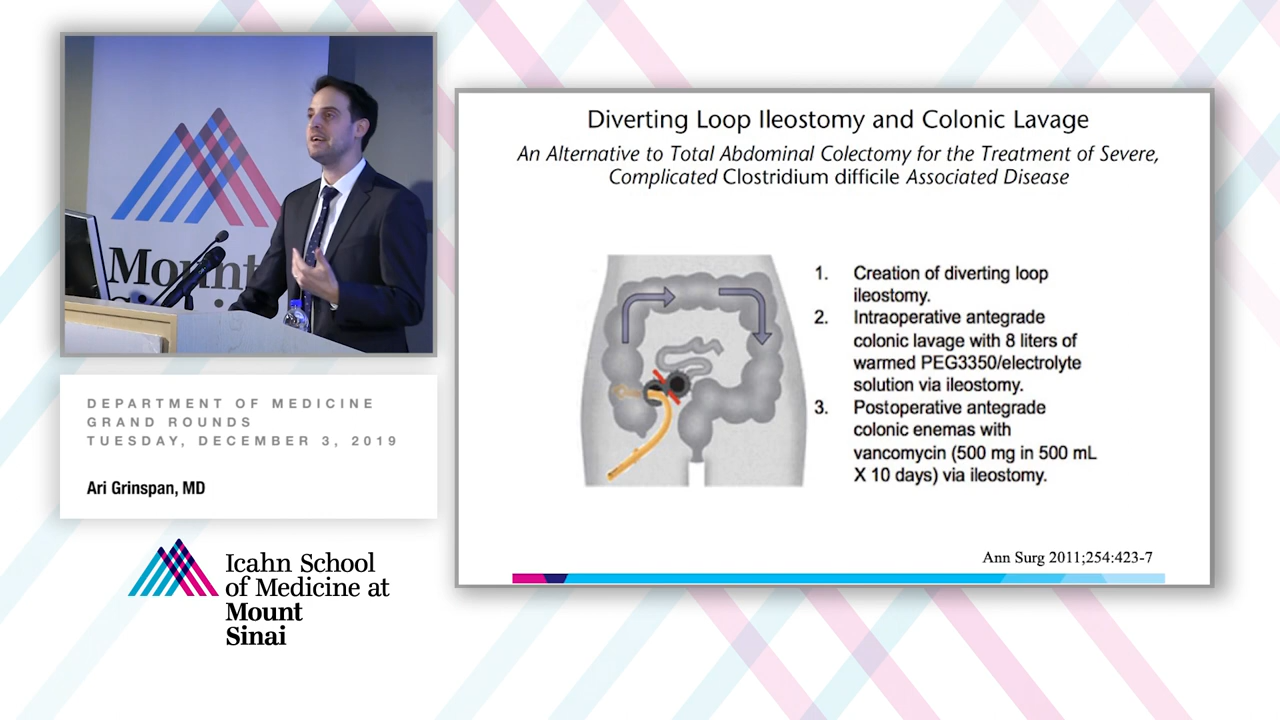 Mount
Sinai
DEPARTMENT OF MEDICINE
GRAND ROUNDS
TUESDAY, DECEMBER 3, 2019
Ari Grinspan, MD
Icahn School
of Medicine at
Mount
Sinai
Diverting Loop Ileostomy and Colonic Lavage
An Alternative to Total Abdominal Colectomy for the Treatment of Severe,
Complicated Clostridium difficile Associated Disease
1. Creation of diverting loop
ileostomy.
2. Intraoperative antegrade
colonic lavage with 8 liters of
warmed PEG3350/electrolyte
solution via ileostomy.
3. Postoperative antegrade
colonic enemas with
vancomycin (500 mg in 500 mL
X 10 days) via ileostomy.
Ann Surg 2011;254:423-7